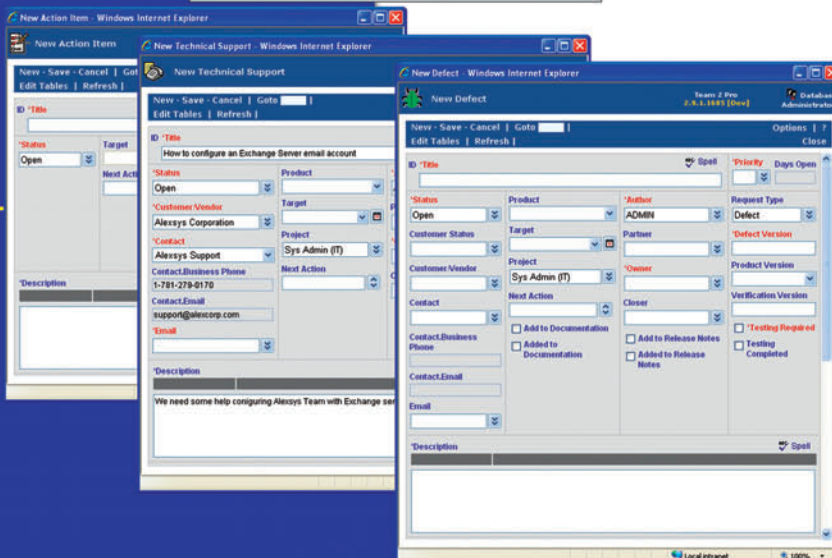 New Action Item - Windows Internet Explorer
New Action Item
New - Save - Cancel | Got
Edit Tables | Refresh |
ID *Title
*Status
Target
Open
Next Acti
*Description
New Technical Support - Windows Internet Explorer
New Technical Support
New - Save - Cancel | Goto |
Edit Tables | Refresh |
ID *Title
How to configure an Exchange Server email account
*Status
Product
Open
*Customer/Vendor
Target
Alexsys Corporation
*Contact
Project
Alexsys Support
Sys Admin (IT)
Contact.Business Phone
Next Action
1-781-279-0170
Contact.Email
support@alexcorp.com
*Email
*Description
We need some help coniguring Alexsys Team with Exchange ser
New Defect - Windows Internet Explorer
New Defect
Team 2 Pro
2.9.1.1685 [Dev]
Databas
Administrato
New - Save - Cancel | Goto |
Options | ?
Edit Tables | Refresh |
Close
ID *Title
Spell
*Priority
Days Open
*Status
Product
*Author
Request Type
Open
ADMIN
Defect
Customer Status
Target
Partner
*Defect Version
Customer/Vendor
Project
*Owner
Product Version
Sys Admin (IT)
Contact
Next Action
Closer
Verification Version
Contact.Business
Phone
Add to Documentation
Added to
Documentation
Add to Release Notes
Added to Release
Notes
*Testing Required
Testing
Completed
Contact.Email
Email
*Description
Spell
Local intranet
100%